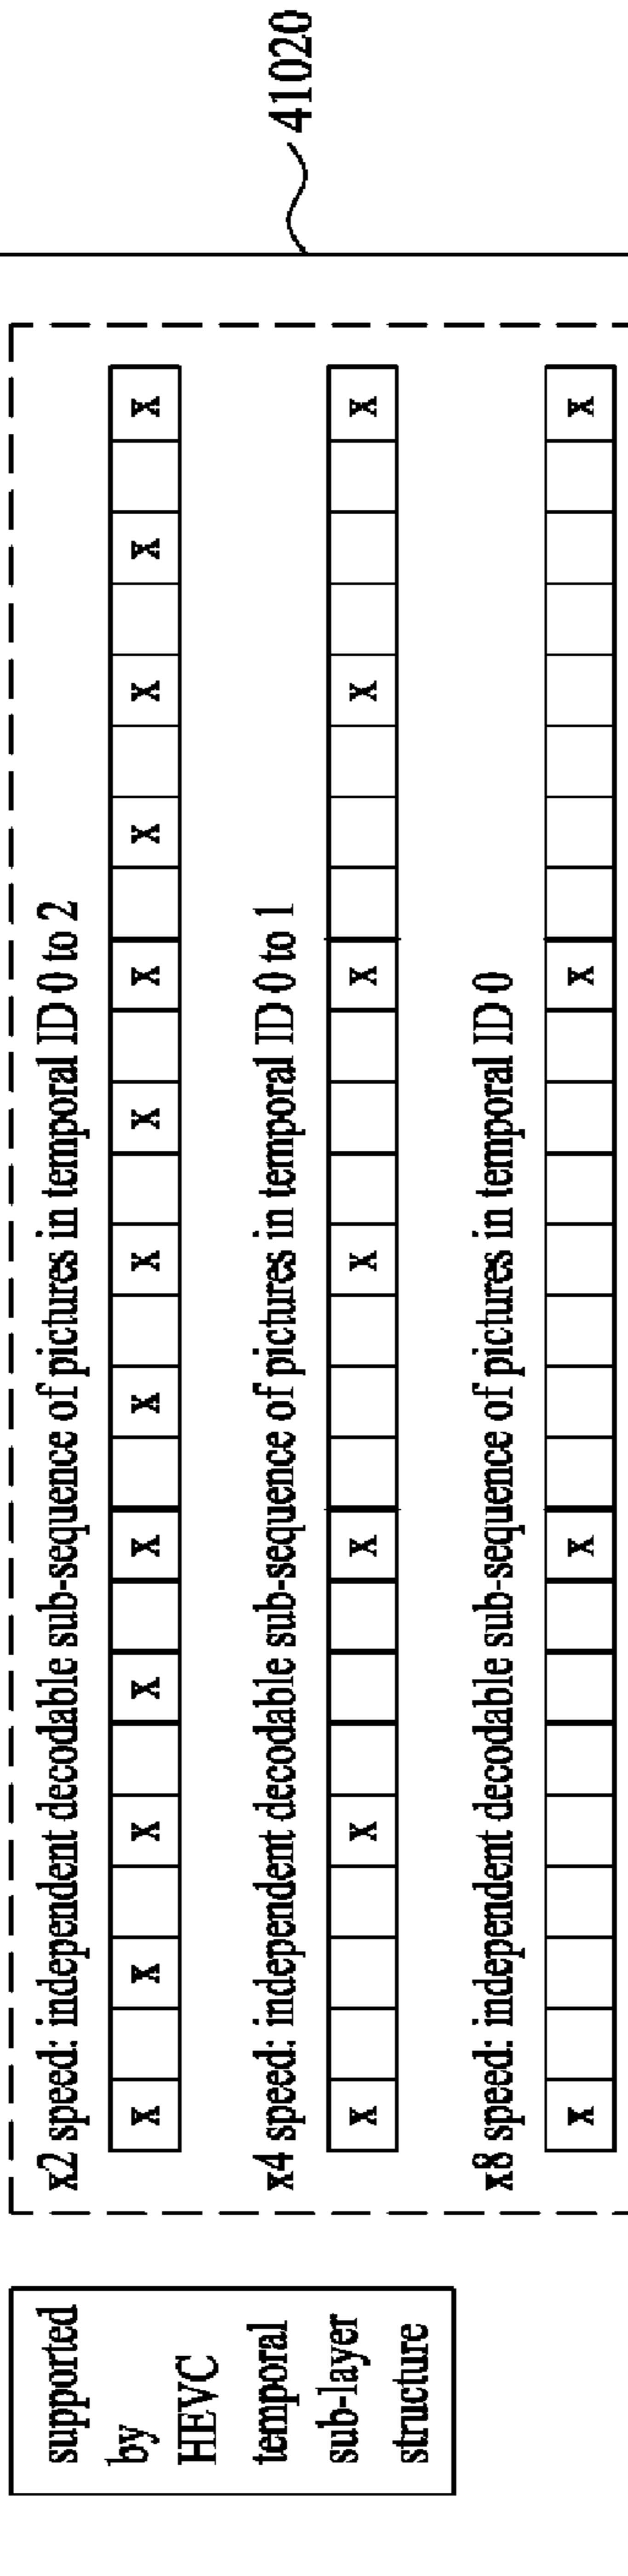 supported
by
HEVC
temporal
sub-layer
structure
x2 speed: independent decodable sub-sequence of pictures in temporal ID 0 to 2
X X X X X X X X X X X X X
x4 speed: independent decodable sub-sequence of pictures in temporal ID 0 to 1
X X X X X X X
x8 speed: independent decodable sub-sequence of pictures in temporal ID 0
X X X X
41020